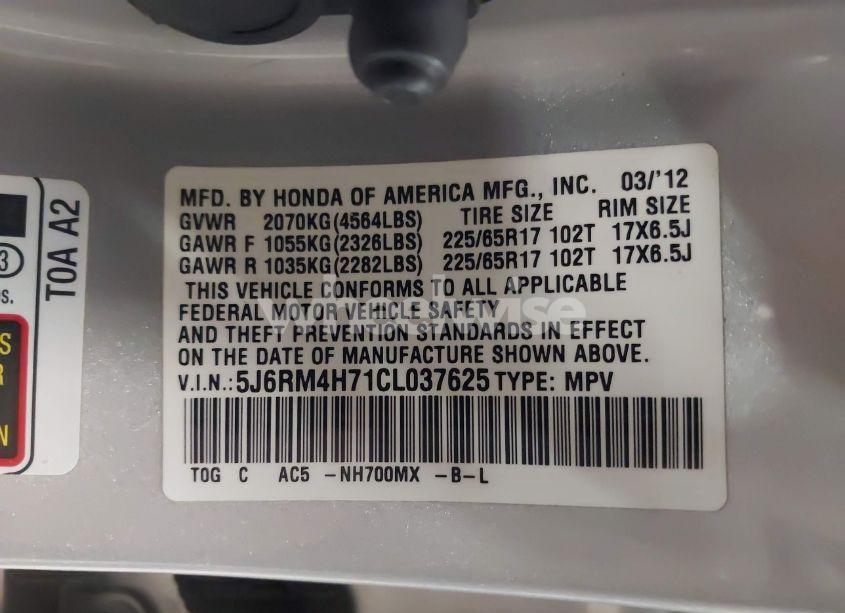 MFD. BY HONDA OF AMERICA MFG., INC. 03/'12
GVWR 2070KG(4564LBS) TIRE SIZE RIM SIZE
GAWR F 1055KG(2326LBS) 225/65R17 102T 17X6.5J
GAWR R 1035KG(2282LBS) 225/65R17 102T 17X6.5J
THIS VEHICLE CONFORMS TO ALL APPLICABLE
FEDERAL MOTOR VEHICLE SAFETY
AND THEFT PREVENTION STANDARDS IN EFFECT
ON THE DATE OF MANUFACTURE SHOWN ABOVE.
V.I.N.:5J6RM4H71CL037625 TYPE: MPV
TOG C AC5 -NH700MX -B-L
TOA A2
3
S
R
N